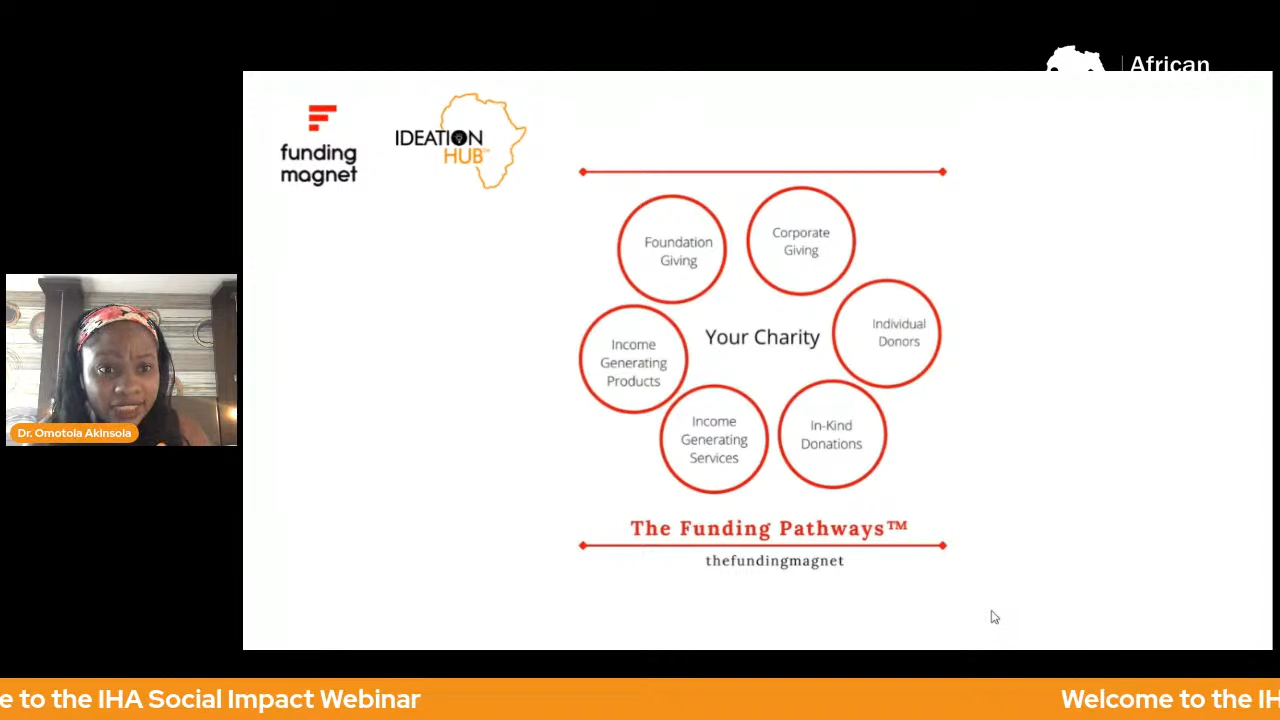 African
funding
magnet
IDEATION
HUB™
Foundation
Giving
Corporate
Giving
Individual
Donors
Your Charity
Income
Generating
Products
Income
Generating
Services
In-Kind
Donations
The Funding Pathways™
thefundingmagnet
Dr. Omotola Akinsola
e to the IHA Social Impact Webinar
Welcome to the IH